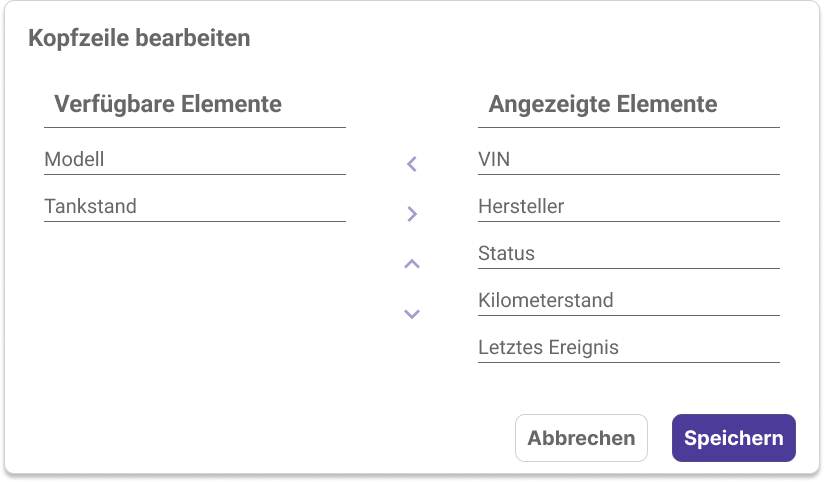 Kopfzeile bearbeiten
Verfügbare Elemente
Modell
Tankstand
Angezeigte Elemente
VIN
Hersteller
Status
Kilometerstand
Letztes Ereignis
Abbrechen
Speichern